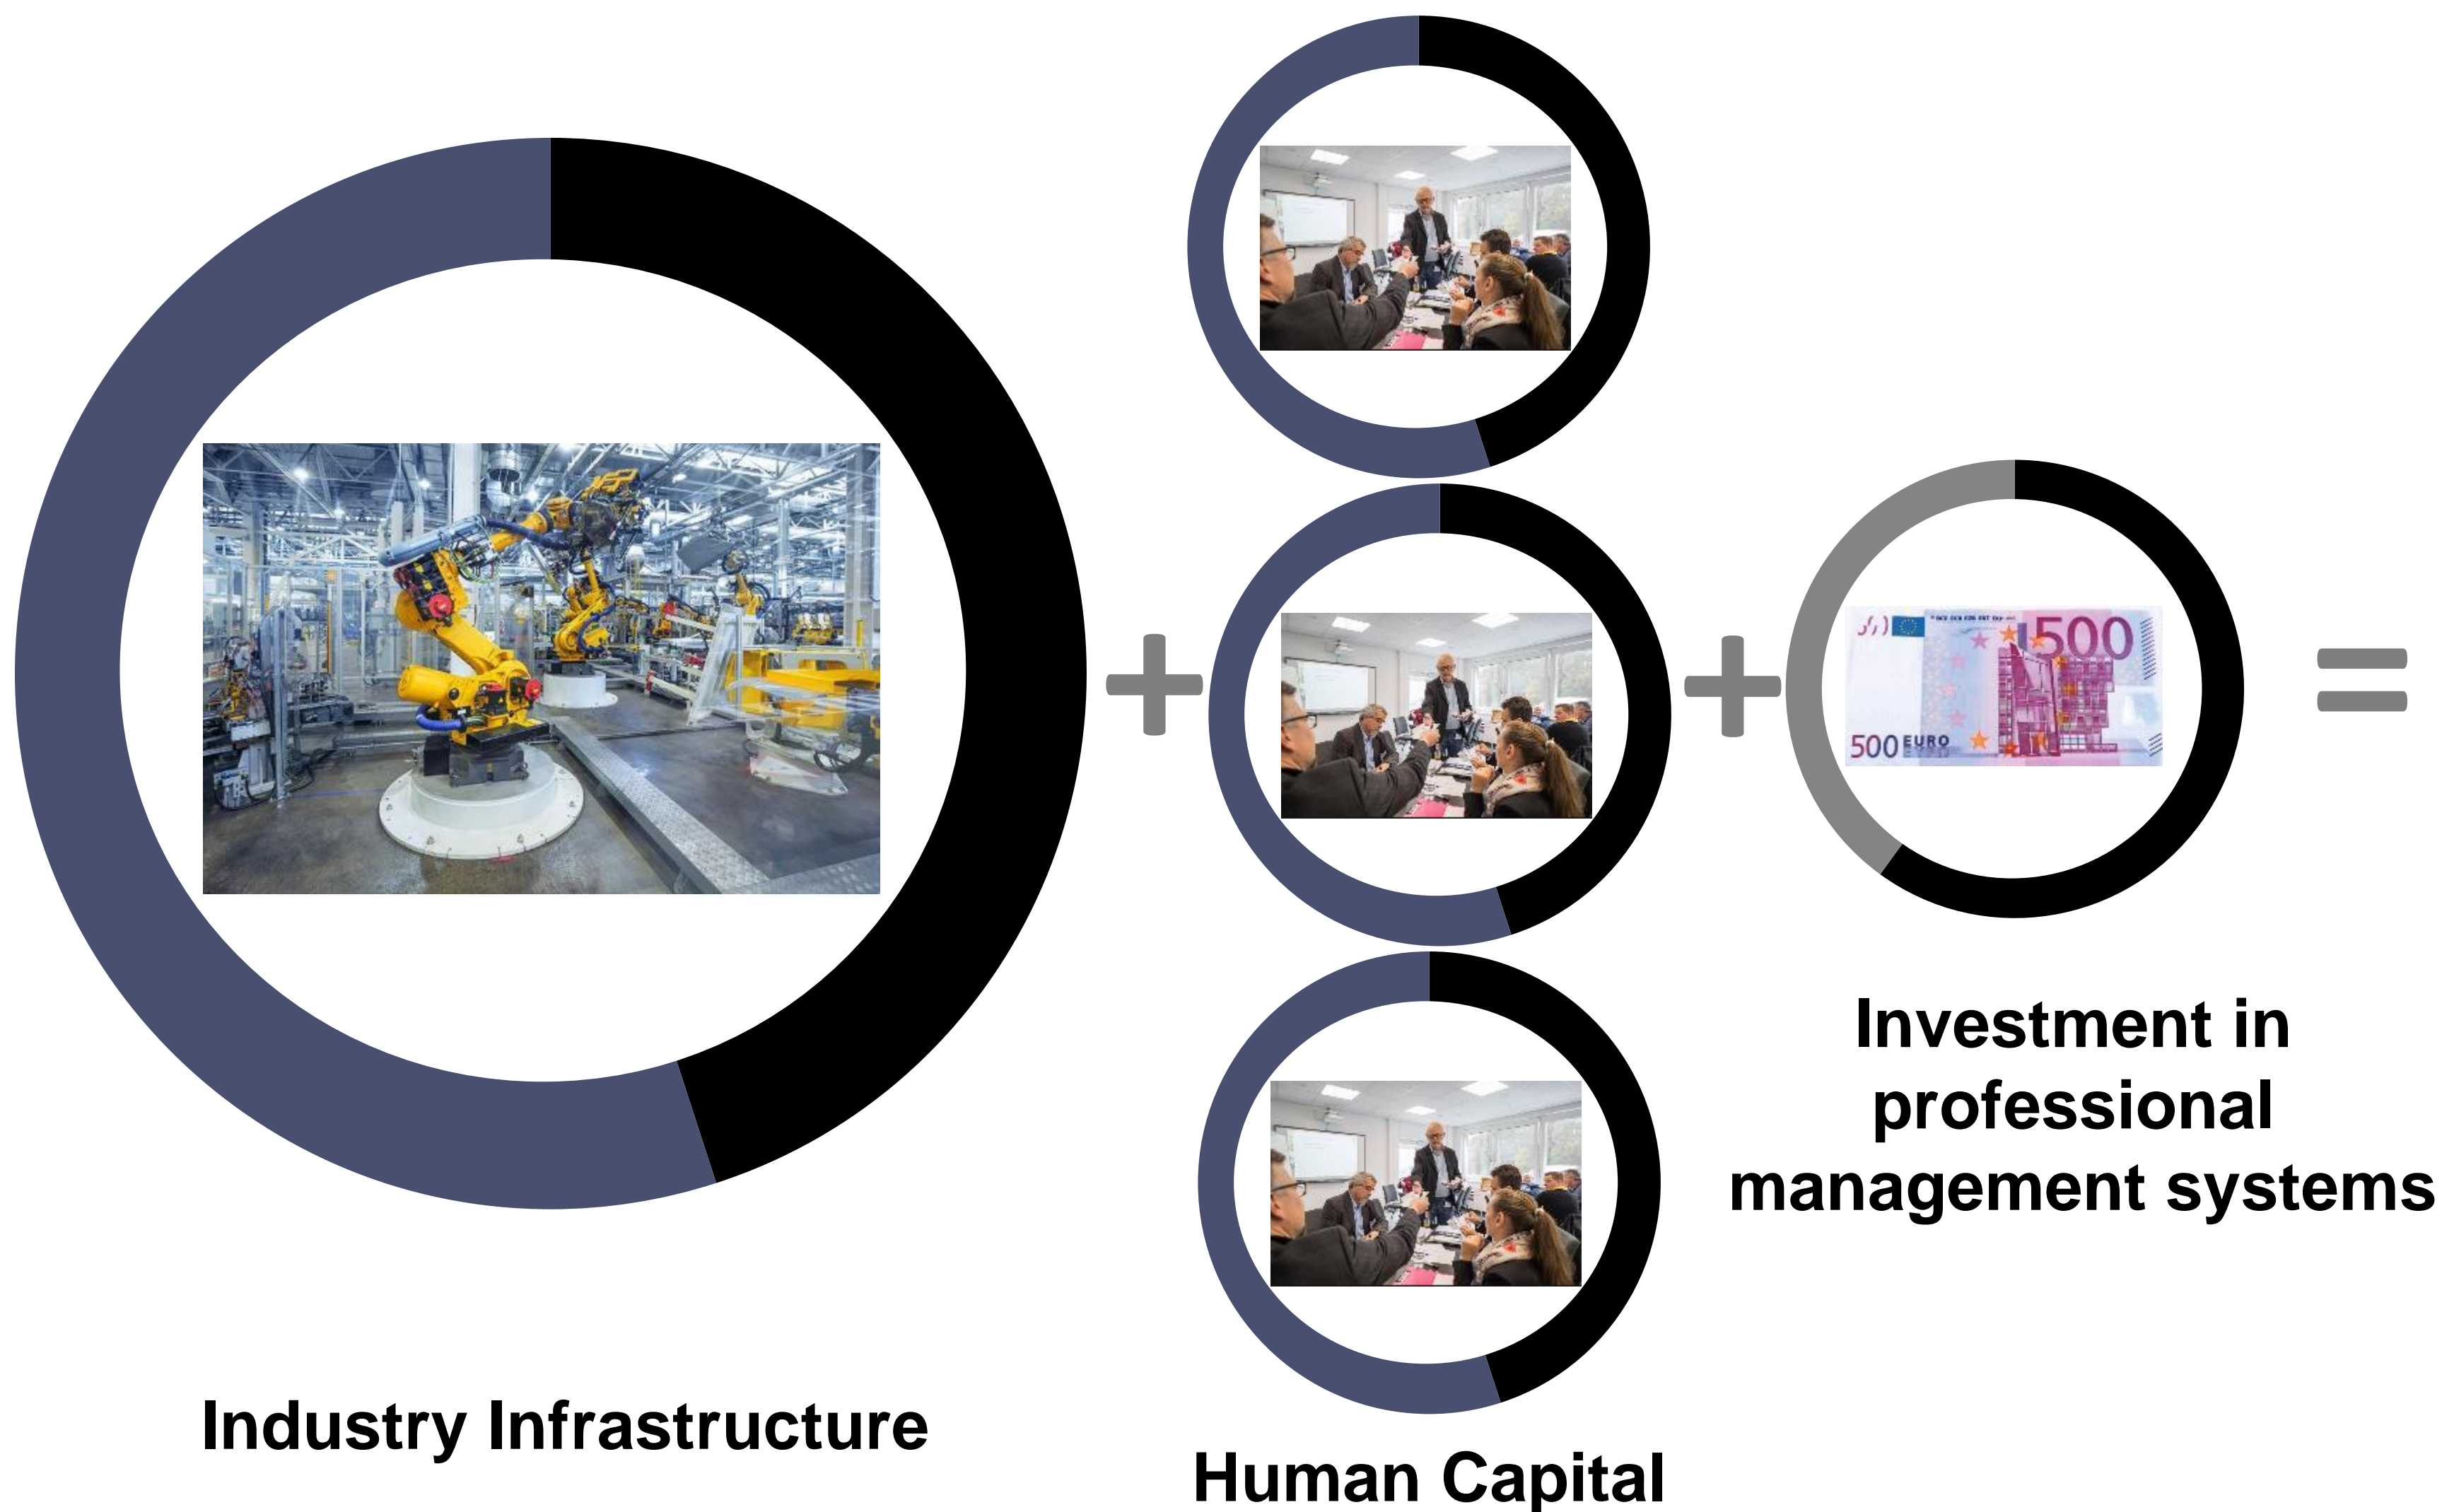 +
+
500
500 EURO
=
Investment in
professional
management systems
Industry Infrastructure
Human Capital